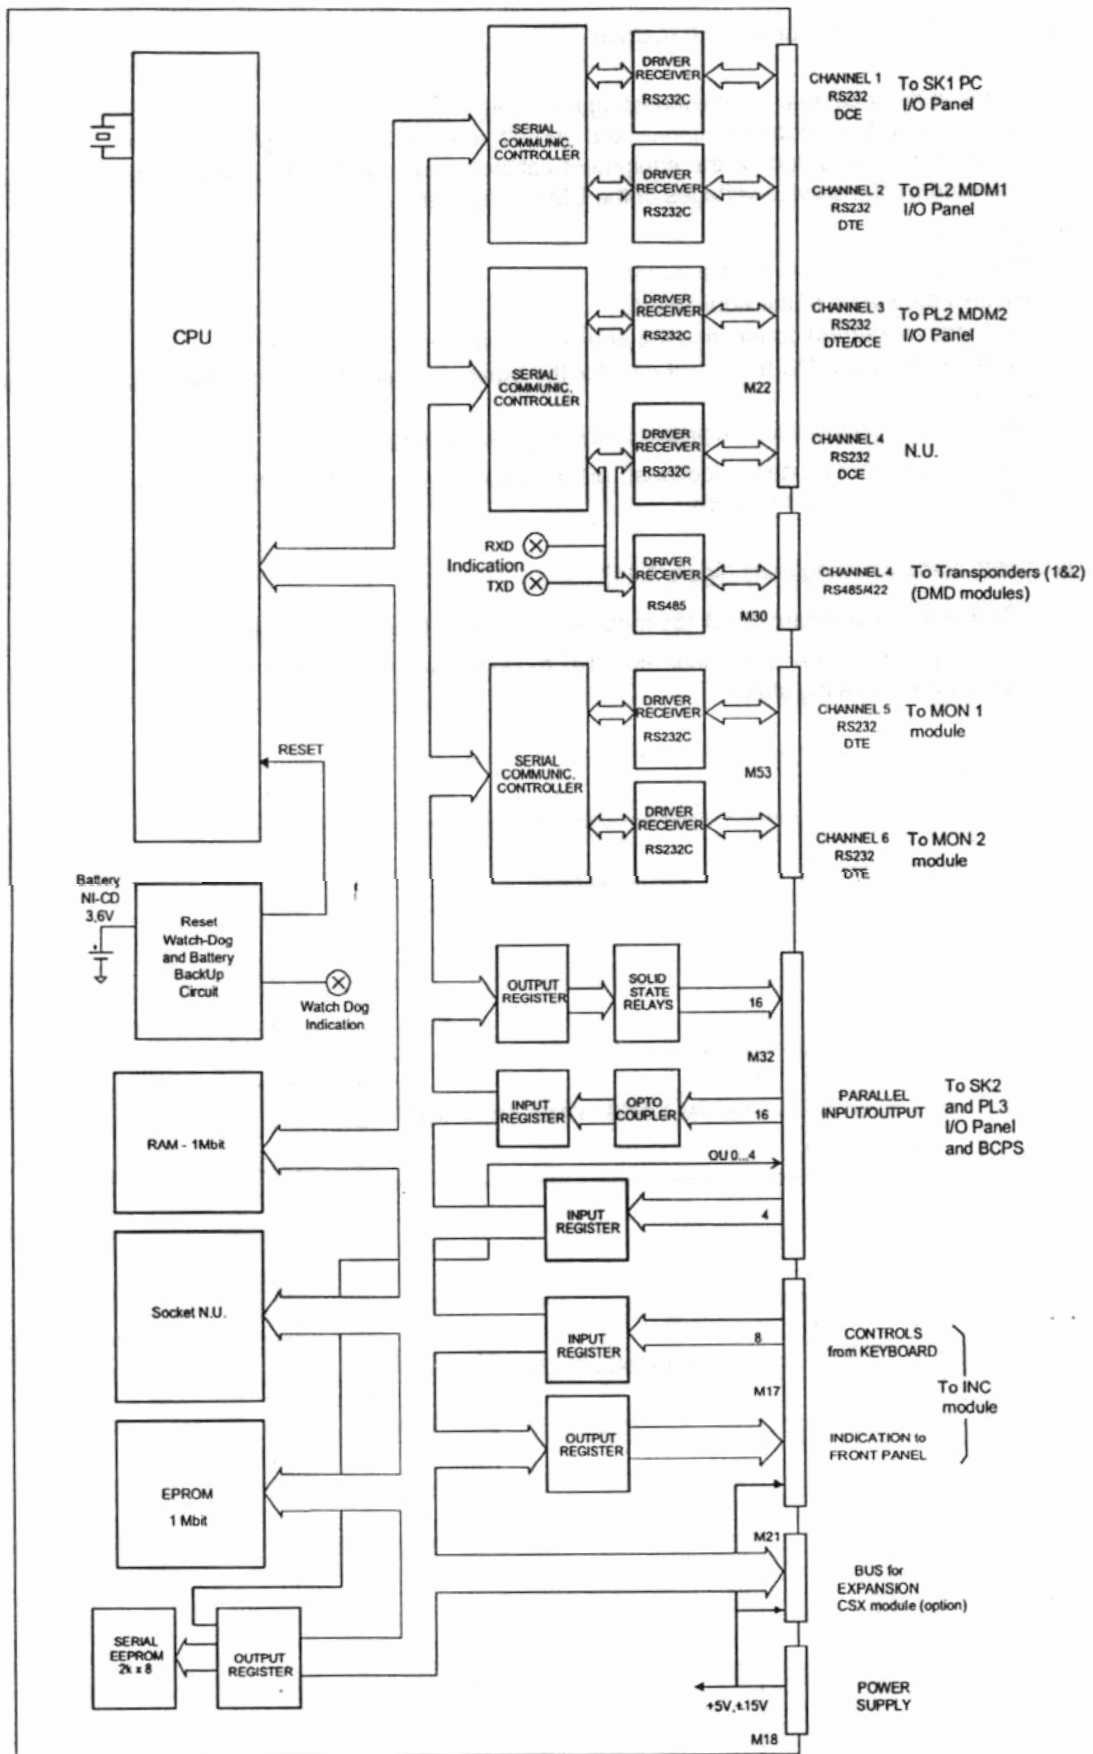 DRIVER
RECEIVER
RS232C
CHANNEL 1
RS232
DCE
To SK1 PC
I/O Panel
SERIAL
COMMUNIC.
CONTROLLER
DRIVER
RECEIVER
RS232C
CHANNEL 2
RS232
DTE
To PL2 MDM1
I/O Panel
CPU
DRIVER
RECEIVER
RS232C
CHANNEL 3
RS232
DTE/DCE
To PL2 MDM2
I/O Panel
SERIAL
COMMUNIC.
CONTROLLER
M22
DRIVER
RECEIVER
RS232C
CHANNEL 4
RS232
DCE
N.U.
RXD
Indication
TXD
DRIVER
RECEIVER
RS485
M30
CHANNEL 4
RS485/422
To Transponders (1&2)
(DMD modules)
RESET
DRIVER
RECEIVER
RS232C
CHANNEL 5
RS232
DTE
To MON 1
module
SERIAL
COMMUNIC.
CONTROLLER
M53
DRIVER
RECEIVER
RS232C
CHANNEL 6
RS232
DTE
To MON 2
module
Battery
NI-CD
3,6V
+
Reset
Watch-Dog
and Battery
BackUp
Circuit
Watch Dog
Indication
OUTPUT
REGISTER
SOLID
STATE
RELAYS
16
M32
INPUT
REGISTER
OPTO
COUPLER
16
PARALLEL
INPUT/OUTPUT
To SK2
and PL3
I/O Panel
and BCPS
RAM - 1Mbit
OU 0...4
INPUT
REGISTER
4
Socket N.U.
INPUT
REGISTER
8
CONTROLS
from KEYBOARD
M17
To INC
module
OUTPUT
REGISTER
INDICATION to
FRONT PANEL
EPROM
1 Mbit
M21
BUS for
EXPANSION
CSX module (option)
SERIAL
EEPROM
2k x 8
OUTPUT
REGISTER
+5V,±15V
POWER
SUPPLY
M18